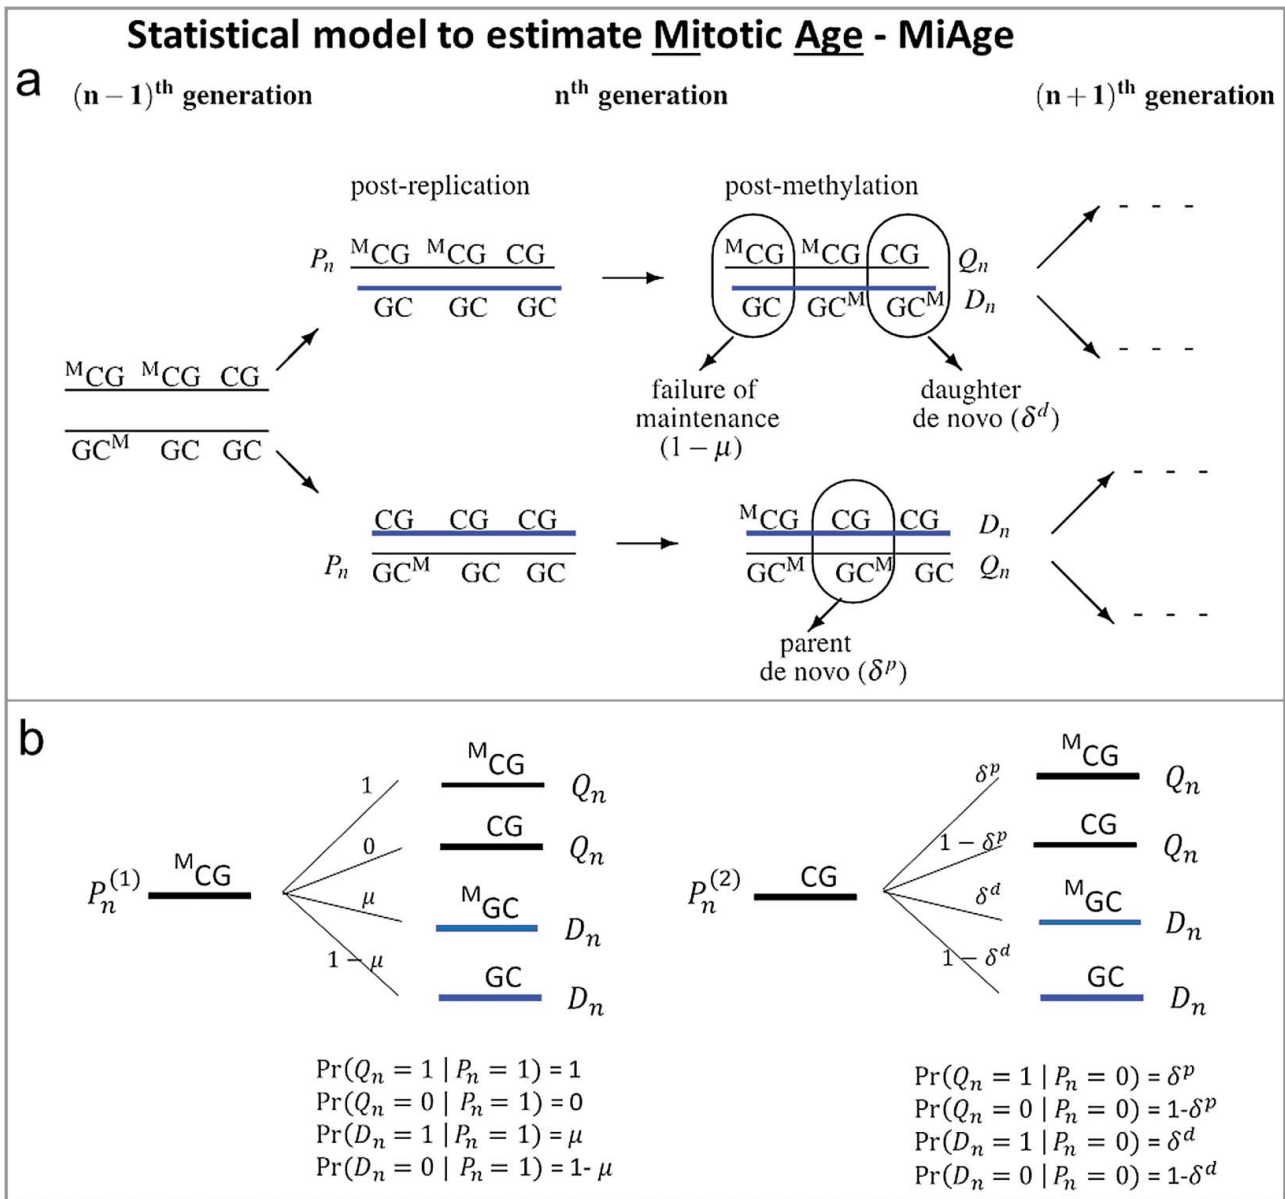 Statistical model to estimate Mitotic Age - MiAge
a
(n − 1)ᵗʰ generation nᵗʰ generation (n + 1)ᵗʰ generation
post-replication post-methylation
Pₙ ᴹCG ᴹCG CG ᴹCG ᴹCG CG Qₙ
GC GC GC GC GCᴹ GCᴹ Dₙ
- - -
- - -
ᴹCG ᴹCG CG
GCᴹ GC GC
failure of
maintenance
(1 − μ)
daughter
de novo (δᵈ)
CG CG CG ᴹCG CG CG Dₙ
Pₙ GCᴹ GC GC GCᴹ GCᴹ GC Qₙ
- - -
- - -
parent
de novo (δᵖ)
b
Pₙ⁽¹⁾ ᴹCG
1 ᴹCG Qₙ
0 CG Qₙ
μ ᴹGC Dₙ
1 − μ GC Dₙ
Pr(Qₙ = 1 | Pₙ = 1) = 1
Pr(Qₙ = 0 | Pₙ = 1) = 0
Pr(Dₙ = 1 | Pₙ = 1) = μ
Pr(Dₙ = 0 | Pₙ = 1) = 1- μ
Pₙ⁽²⁾ CG
δᵖ ᴹCG Qₙ
1 − δᵖ CG Qₙ
δᵈ ᴹGC Dₙ
1 − δᵈ GC Dₙ
Pr(Qₙ = 1 | Pₙ = 0) = δᵖ
Pr(Qₙ = 0 | Pₙ = 0) = 1-δᵖ
Pr(Dₙ = 1 | Pₙ = 0) = δᵈ
Pr(Dₙ = 0 | Pₙ = 0) = 1-δᵈ